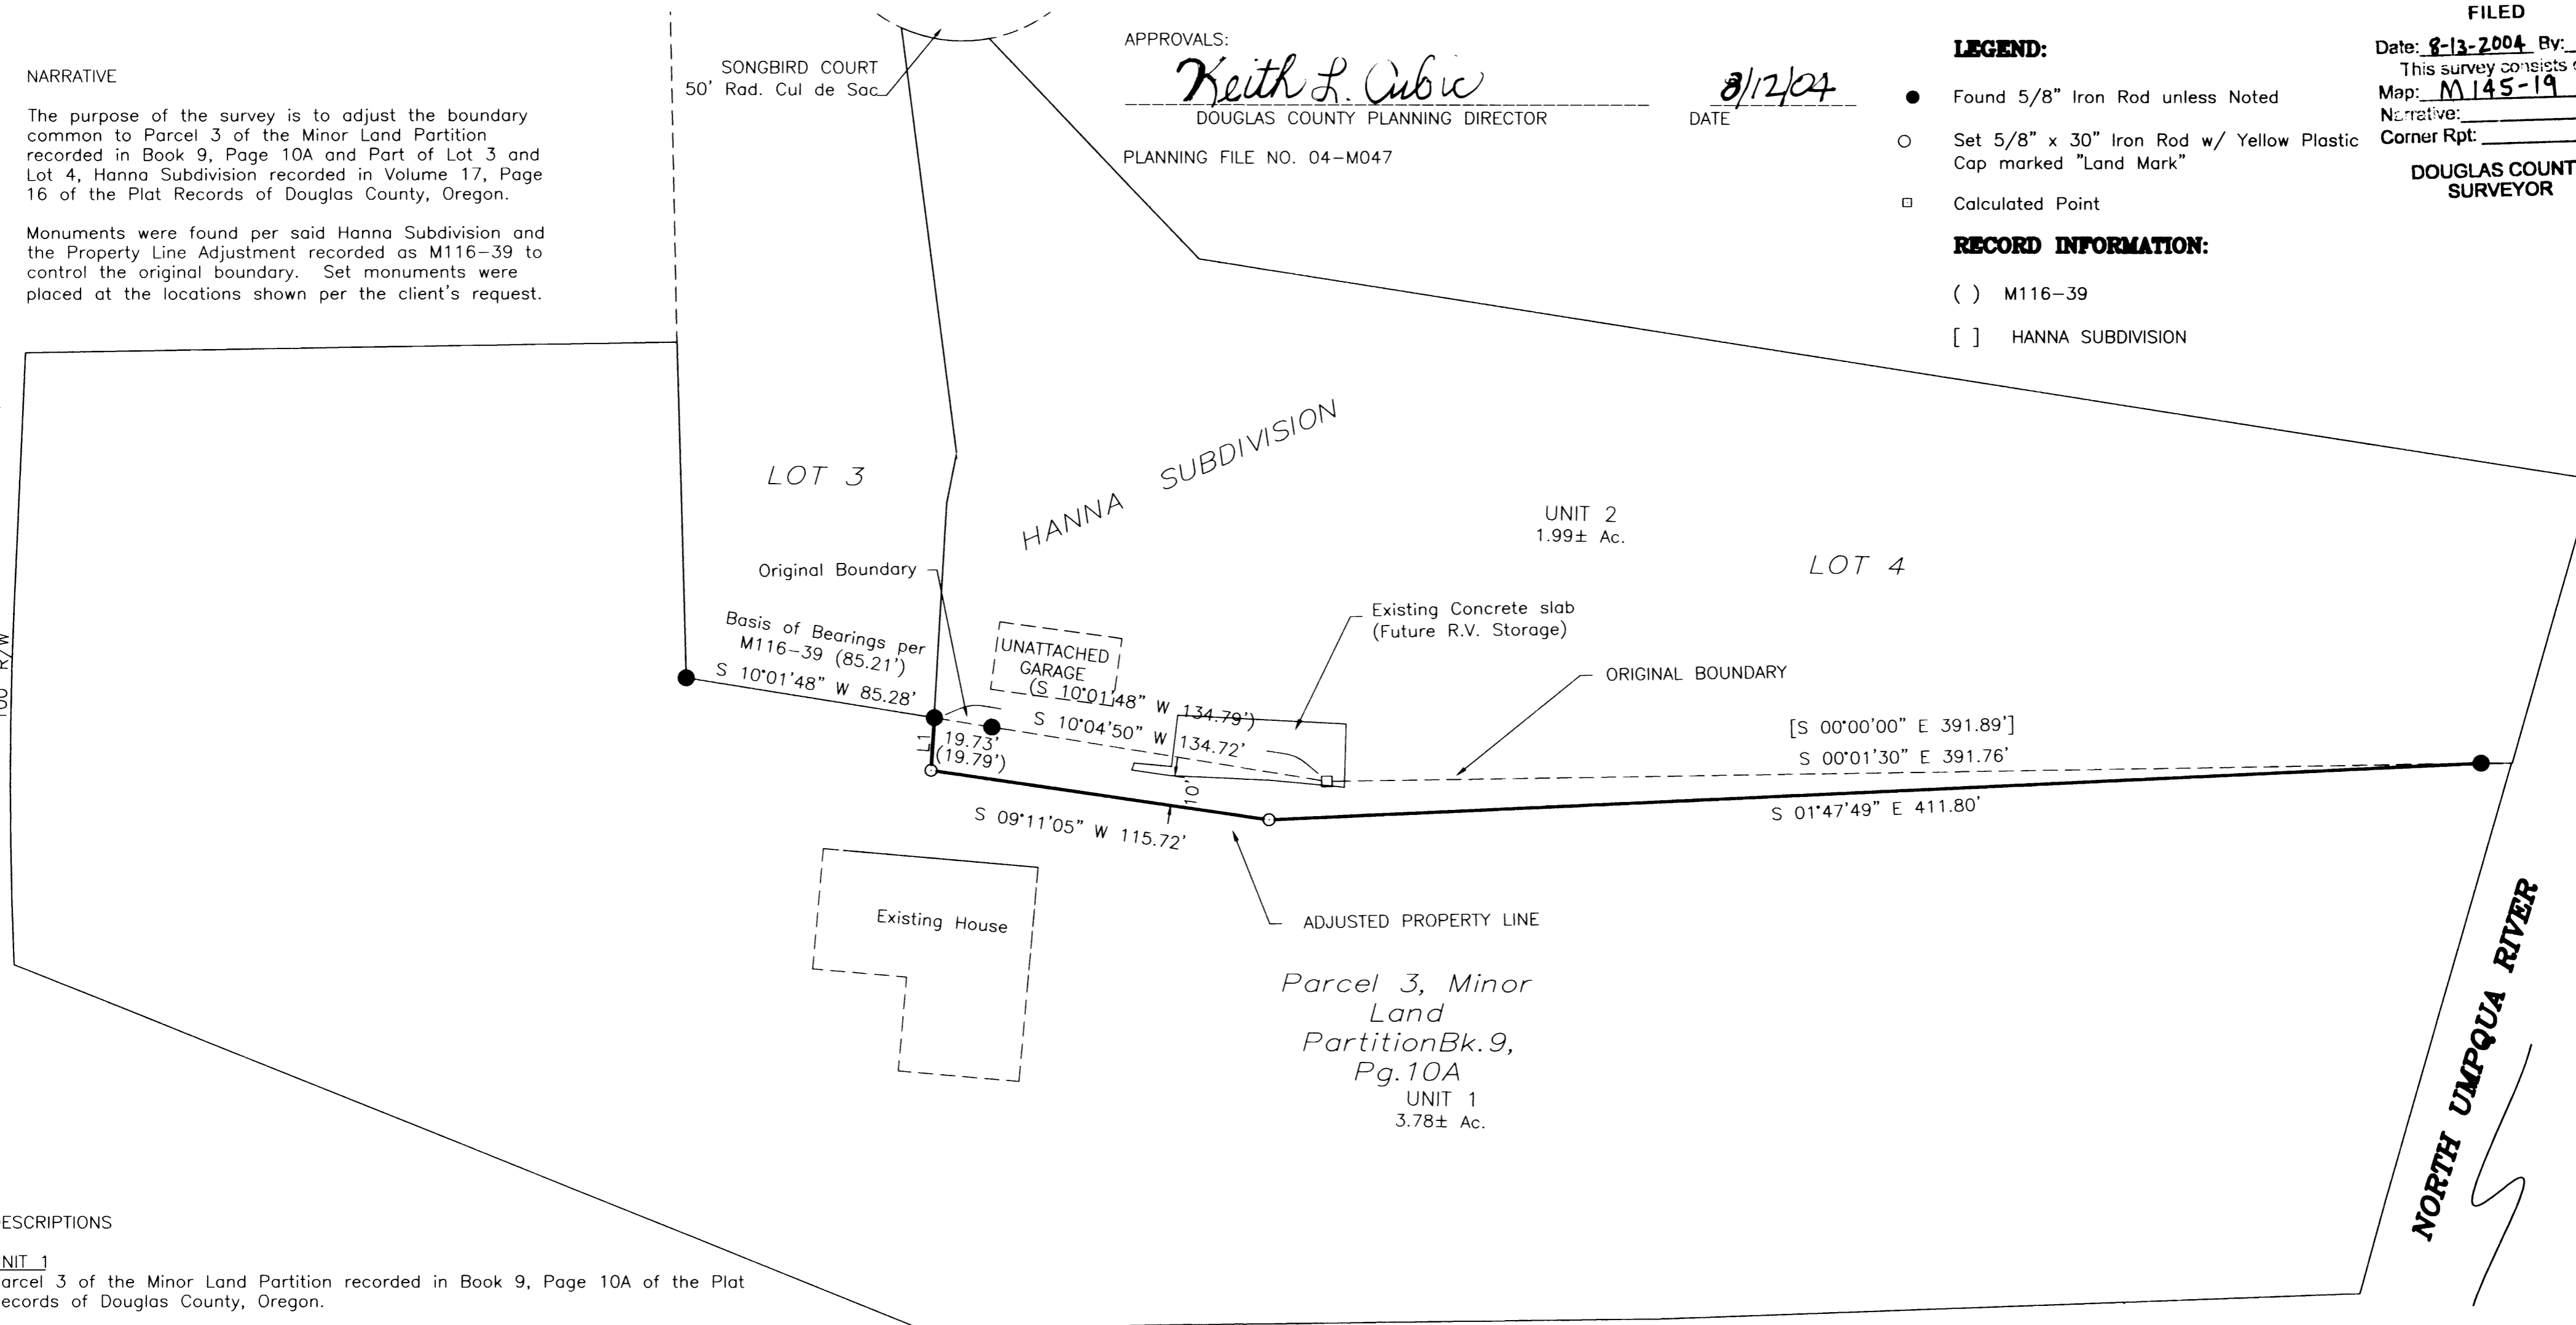 NARRATIVE
The purpose of the survey is to adjust the boundary
common to Parcel 3 of the Minor Land Partition
recorded in Book 9, Page 10A and Part of Lot 3 and
Lot 4, Hanna Subdivision recorded in Volume 17, Page
16 of the Plat Records of Douglas County, Oregon.
Monuments were found per said Hanna Subdivision and
the Property Line Adjustment recorded as M116-39 to
control the original boundary. Set monuments were
placed at the locations shown per the client's request.
SONGBIRD COURT
50' Rad. Cul de Sac
APPROVALS:
Keith L. Cubic
8/12/04
DOUGLAS COUNTY PLANNING DIRECTOR
DATE
PLANNING FILE NO. 04-M047
LEGEND:
Found 5/8" Iron Rod unless Noted
Set 5/8" x 30" Iron Rod w/ Yellow Plastic
Cap marked "Land Mark"
Calculated Point
RECORD INFORMATION:
( ) M116-39
[ ] HANNA SUBDIVISION
FILED
Date: 8-13-2004 By:
This survey consists
Map: M145-19
Narrative:
Corner Rpt:
DOUGLAS COUNT
SURVEYOR
LOT 3
HANNA SUBDIVISION
UNIT 2
1.99± Ac.
LOT 4
Original Boundary
Basis of Bearings per
M116-39 (85.21')
S 10°01'48" W 85.28'
UNATTACHED
GARAGE
(S 10°01'48" W 134.79')
S 10°04'50" W 134.72'
Existing Concrete slab
(Future R.V. Storage)
ORIGINAL BOUNDARY
[S 00°00'00" E 391.89']
S 00°01'30" E 391.76'
L1
19.73'
(19.79')
10'
S 09°11'05" W 115.72'
S 01°47'49" E 411.80'
100' R/W
Existing House
ADJUSTED PROPERTY LINE
Parcel 3, Minor
Land
PartitionBk.9,
Pg.10A
UNIT 1
3.78± Ac.
NORTH UMPQUA RIVER
ESCRIPTIONS
NIT 1
arcel 3 of the Minor Land Partition recorded in Book 9, Page 10A of the Plat
ecords of Douglas County, Oregon.